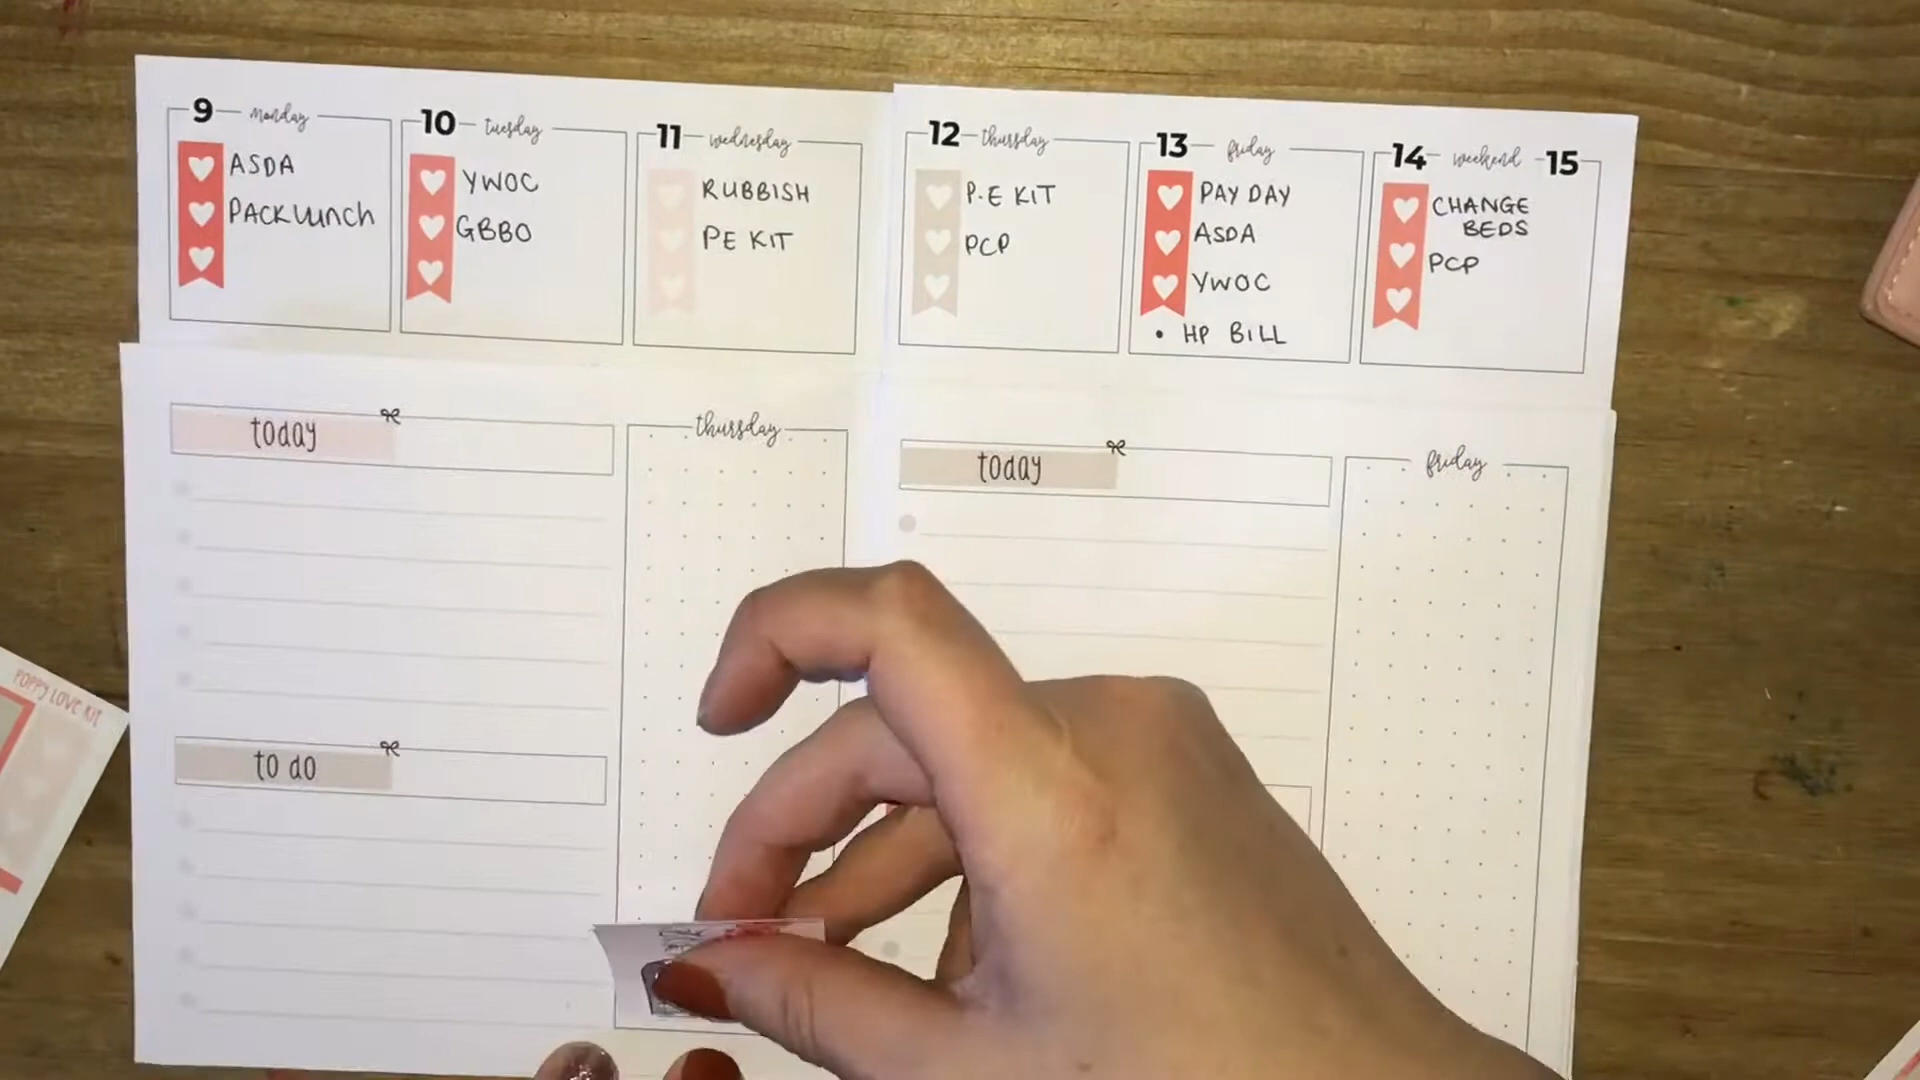 9 monday
ASDA
PACKLUNCH
10 tuesday
YWOC
GBBO
11 wednesday
RUBBISH
PE KIT
12 thursday
P.E KIT
PCP
13 friday
PAY DAY
ASDA
YWOC
• HP BILL
14 weekend 15
CHANGE
BEDS
PCP
today
thursday
to do
today
friday
POPPY LOVE KIT